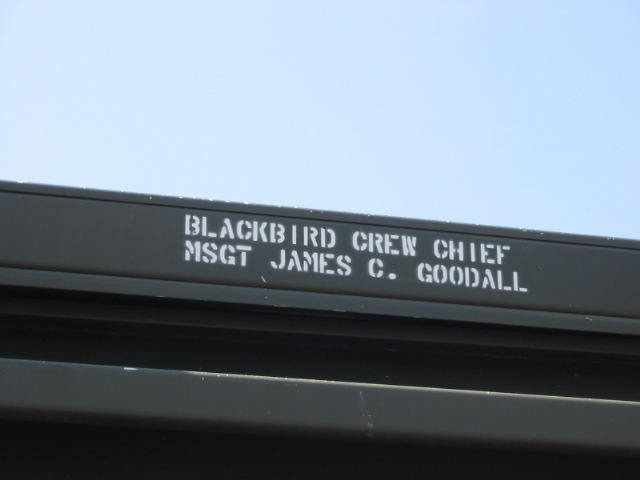 BLACKBIRD CREW CHIEF
MSGT JAMES C. GOODALL